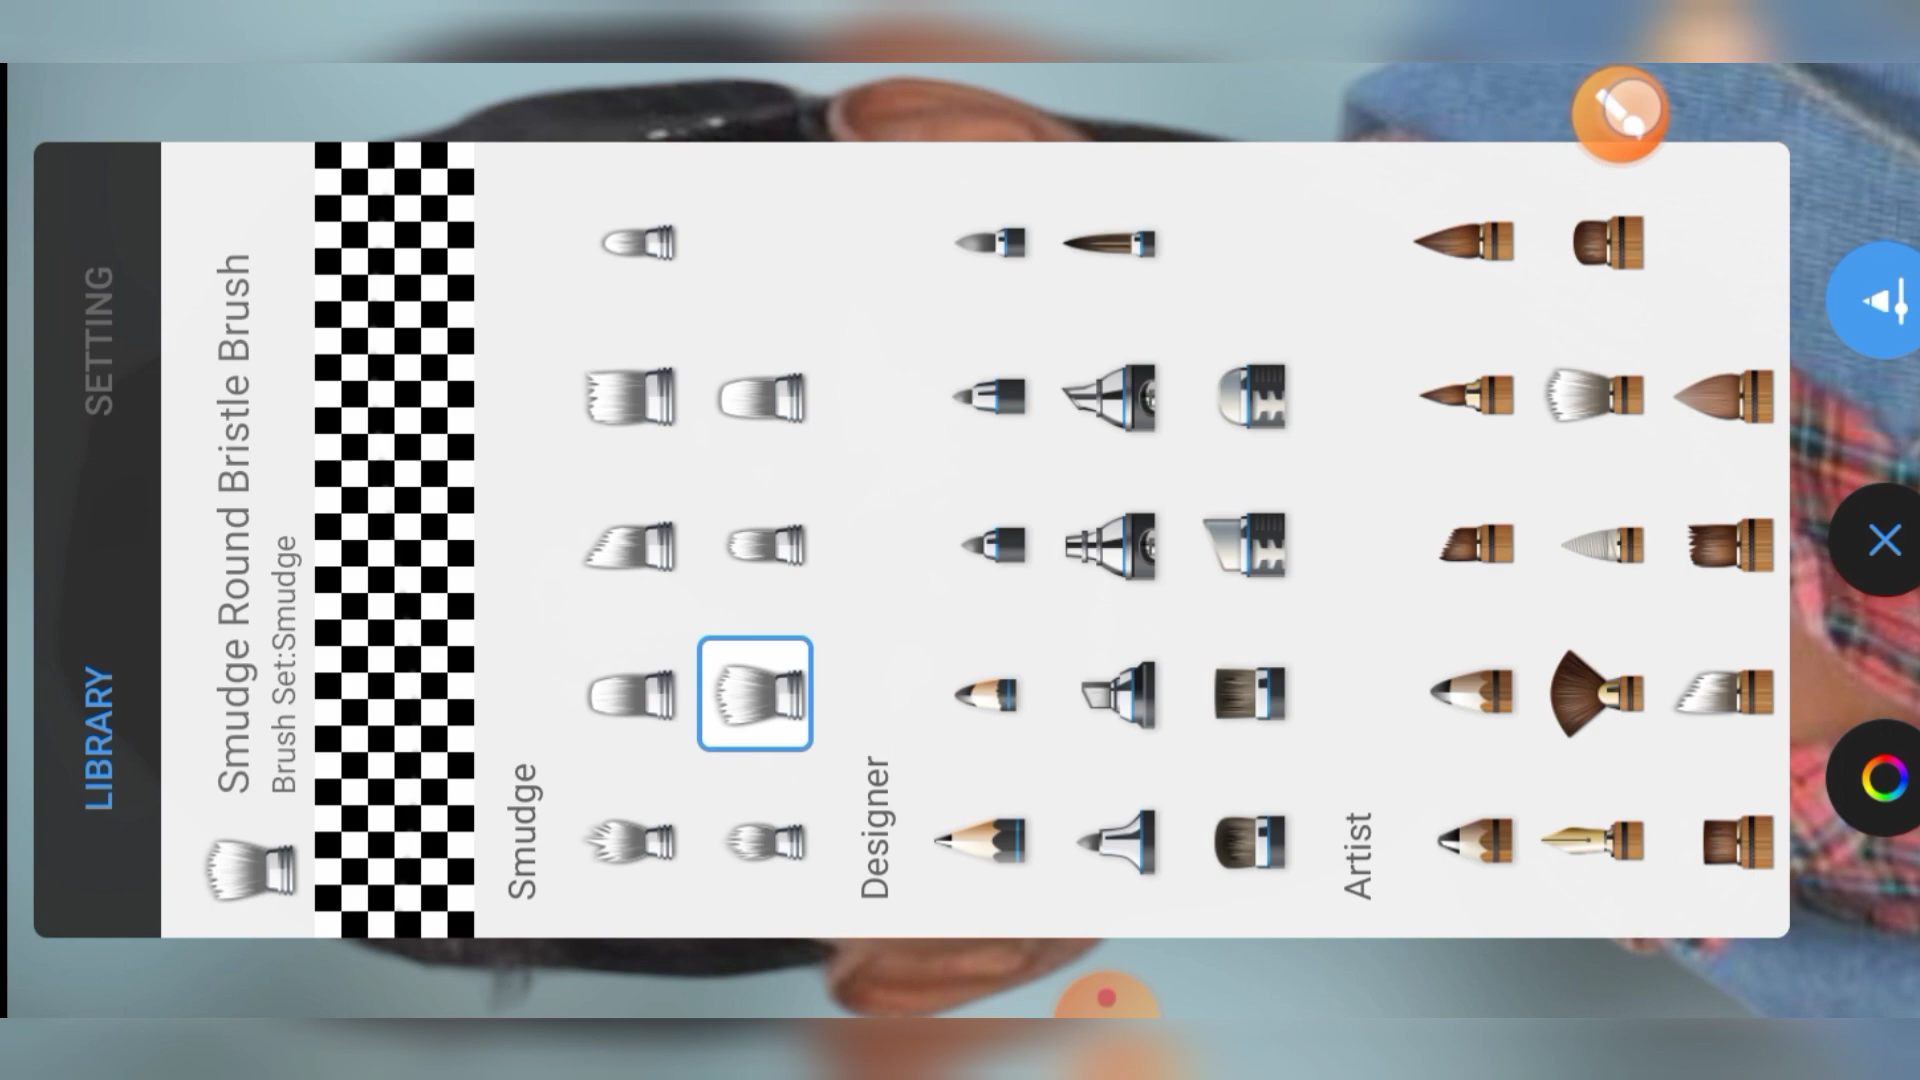 LIBRARY SETTING
Smudge Round Bristle Brush
Brush Set:Smudge
Smudge
Designer
Artist